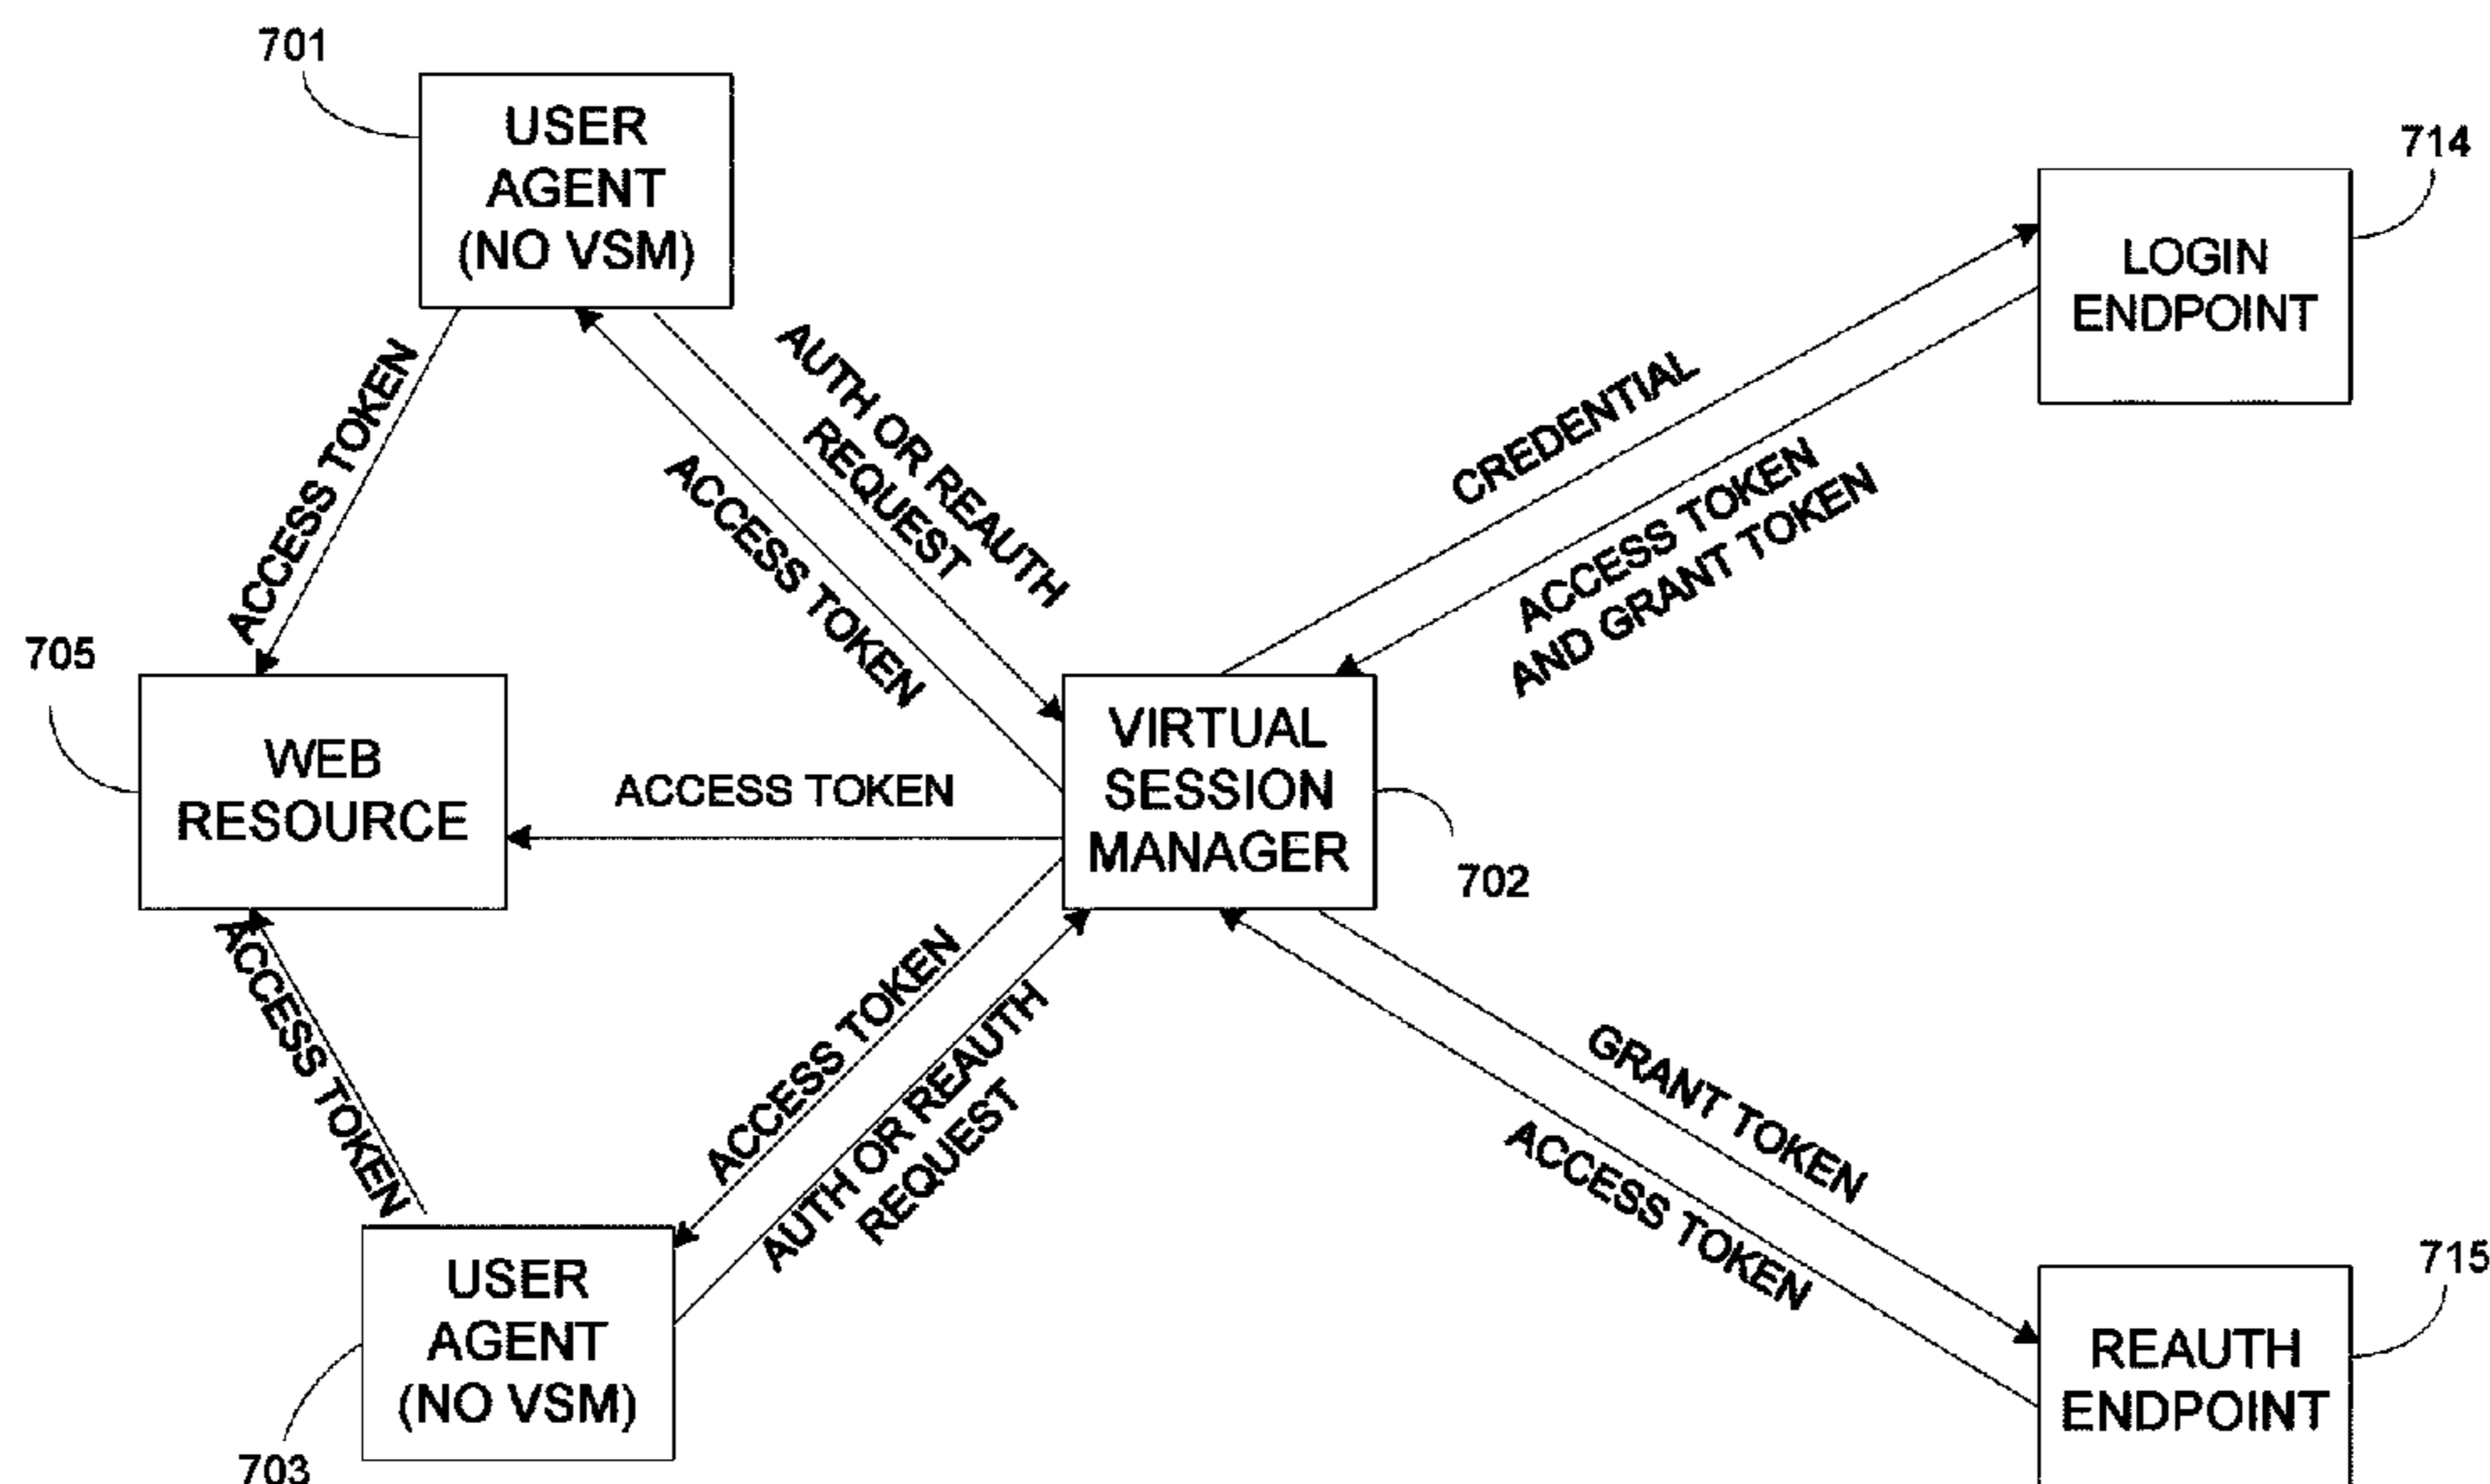 701
USER
AGENT
(NO VSM)
714
LOGIN
ENDPOINT
AUTH OR REAUTH
REQUEST
ACCESS TOKEN
ACCESS TOKEN
CREDENTIAL
ACCESS TOKEN
AND GRANT TOKEN
705
WEB
RESOURCE
ACCESS TOKEN
VIRTUAL
SESSION
MANAGER
702
ACCESS TOKEN
ACCESS TOKEN
AUTH OR REAUTH
REQUEST
GRANT TOKEN
ACCESS TOKEN
USER
AGENT
(NO VSM)
703
715
REAUTH
ENDPOINT